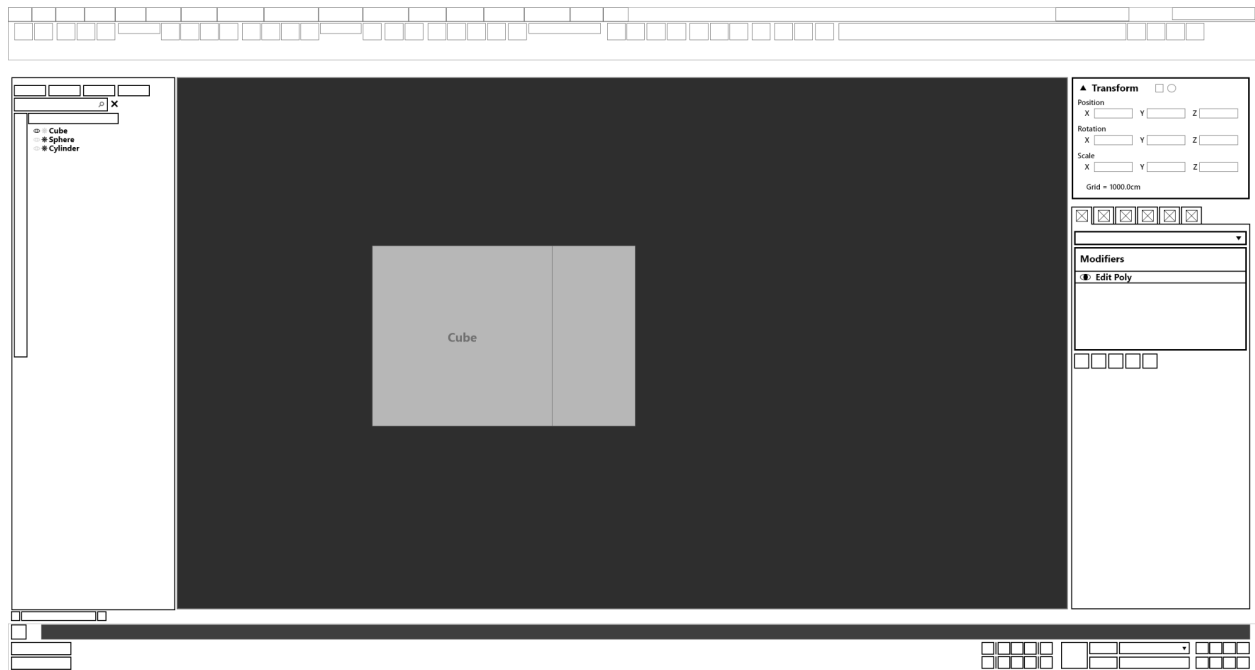 Cube
Sphere
Cylinder
Cube
Transform
Position
X Y Z
Rotation
X Y Z
Scale
X Y Z
Grid = 1000.0cm
Modifiers
Edit Poly